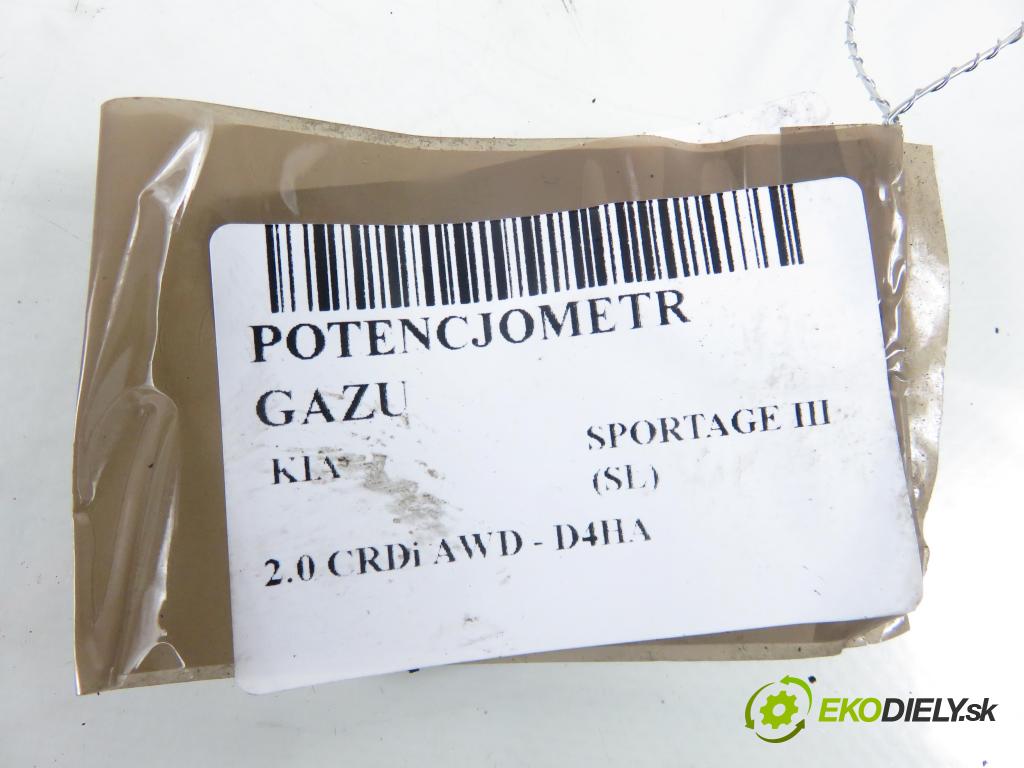 POTENCJOMETR
GAZU
KIA
SPORTAGE III
(SL)
2.0 CRDi AWD - D4HA
EKODIELY.sk